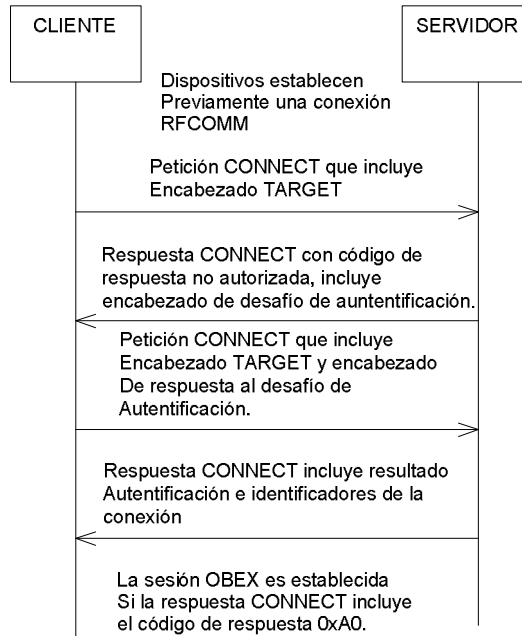 CLIENTE
SERVIDOR
Dispositivos establecen
Previamente una conexión
RFCOMM
Petición CONNECT que incluye
Encabezado TARGET
Respuesta CONNECT con código de
respuesta no autorizada, incluye
encabezado de desafío de auntentificación.
Petición CONNECT que incluye
Encabezado TARGET y encabezado
De respuesta al desafío de
Autentificación.
Respuesta CONNECT incluye resultado
Autentificación e identificadores de la
conexión
La sesión OBEX es establecida
Si la respuesta CONNECT incluye
el código de respuesta 0xA0.